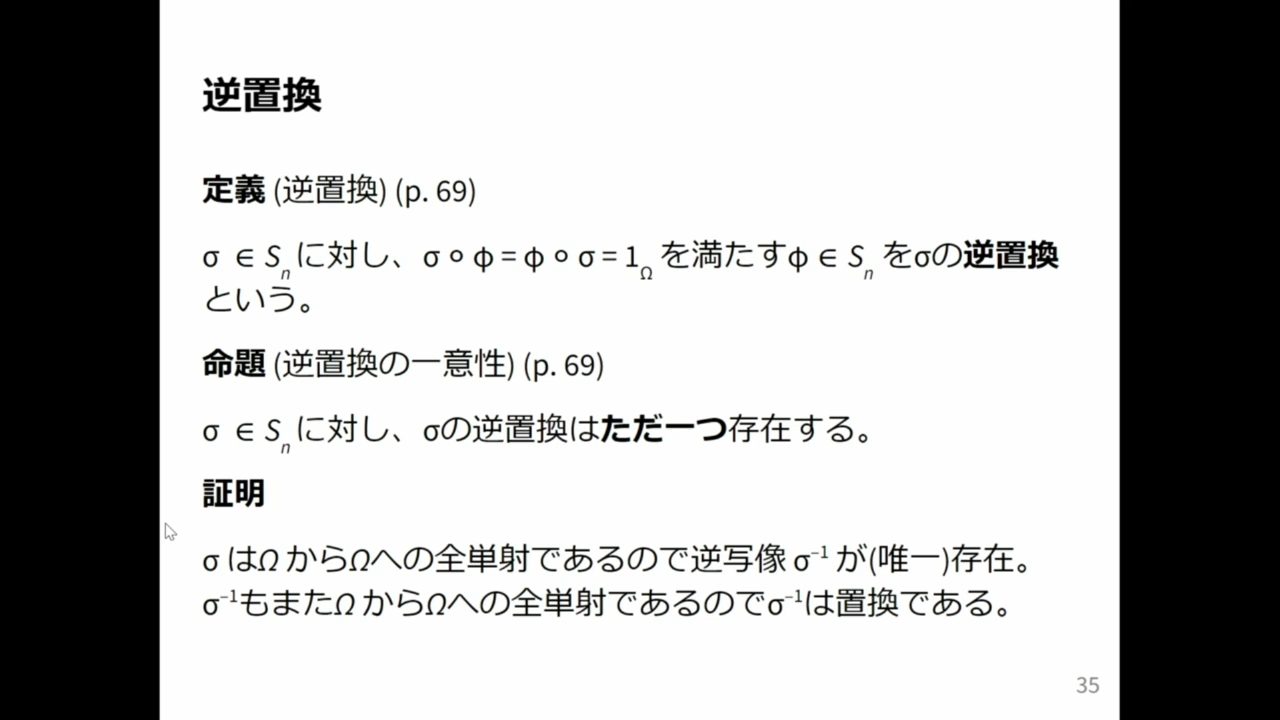 逆置換
定義 (逆置換) (p. 69)
σ ∈ Sₙ に対し、σ ∘ φ = φ ∘ σ = 1_Ω を満たすφ ∈ Sₙ をσの逆置換
という。
命題 (逆置換の一意性) (p. 69)
σ ∈ Sₙ に対し、σの逆置換はただ一つ存在する。
証明
σ はΩ からΩへの全単射であるので逆写像 σ⁻¹ が(唯一)存在。
σ⁻¹もまたΩ からΩへの全単射であるのでσ⁻¹は置換である。
35